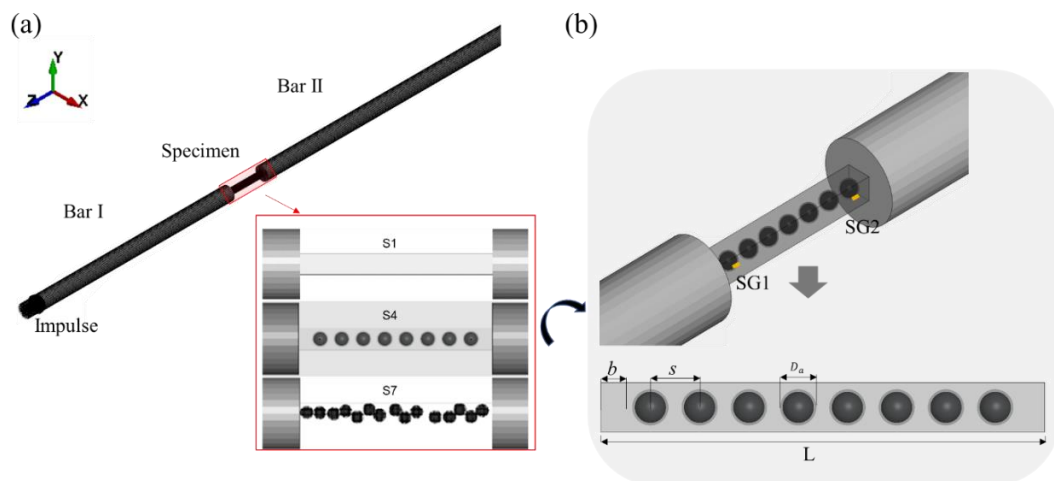 (a)
(b)
Y
Z
X
Bar II
Specimen
Bar I
Impulse
S1
S4
S7
SG2
SG1
b
s
Da
L